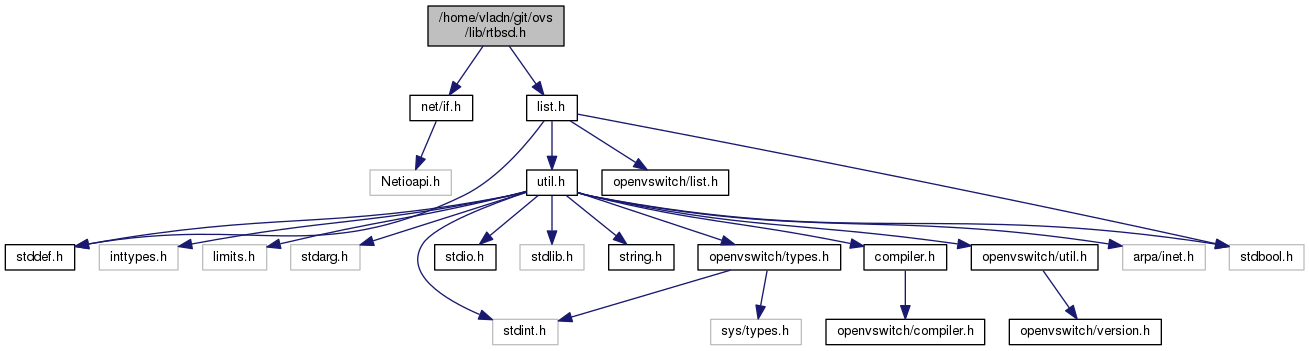 /home/vladn/git/ovs
/lib/rtbsd.h
net/if.h
list.h
Netioapi.h
util.h
openvswitch/list.h
stddef.h
inttypes.h
limits.h
stdarg.h
stdio.h
stdlib.h
string.h
openvswitch/types.h
compiler.h
openvswitch/util.h
arpa/inet.h
stdbool.h
stdint.h
sys/types.h
openvswitch/compiler.h
openvswitch/version.h